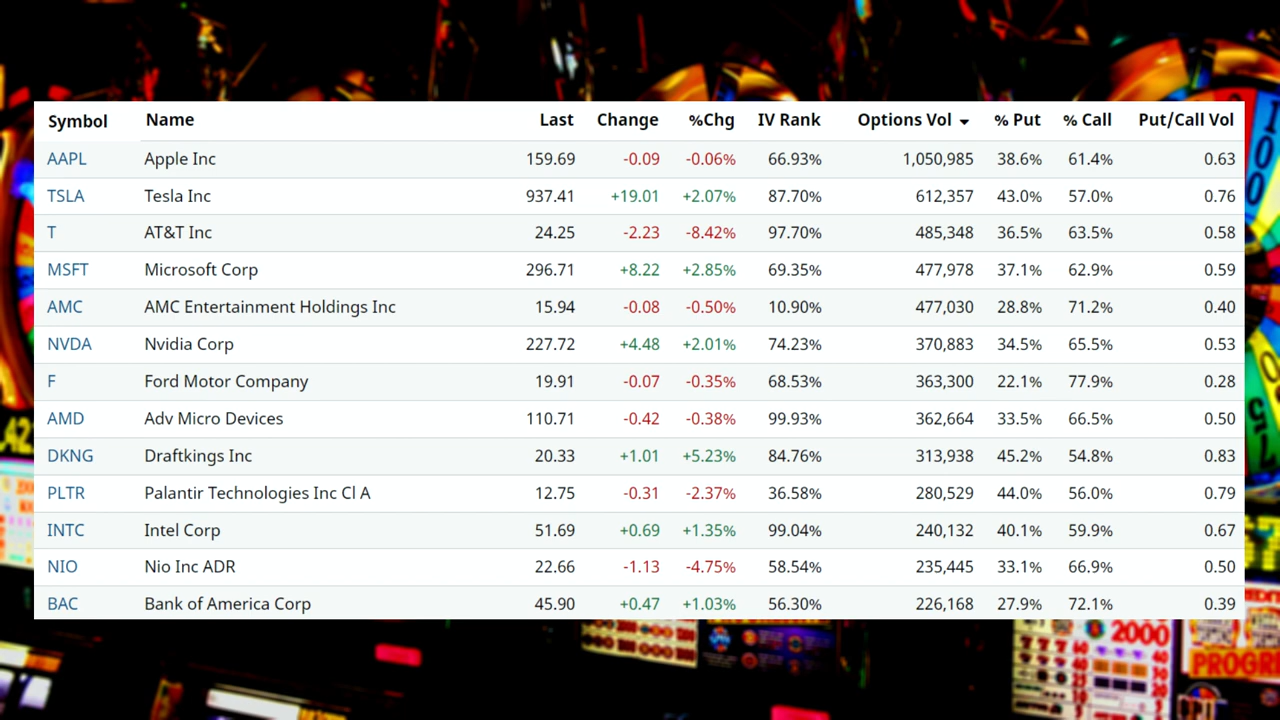 Symbol Name Last Change %Chg IV Rank Options Vol % Put % Call Put/Call Vol
AAPL Apple Inc 159.69 -0.09 -0.06% 66.93% 1,050,985 38.6% 61.4% 0.63
TSLA Tesla Inc 937.41 +19.01 +2.07% 87.70% 612,357 43.0% 57.0% 0.76
T AT&T Inc 24.25 -2.23 -8.42% 97.70% 485,348 36.5% 63.5% 0.58
MSFT Microsoft Corp 296.71 +8.22 +2.85% 69.35% 477,978 37.1% 62.9% 0.59
AMC AMC Entertainment Holdings Inc 15.94 -0.08 -0.50% 10.90% 477,030 28.8% 71.2% 0.40
NVDA Nvidia Corp 227.72 +4.48 +2.01% 74.23% 370,883 34.5% 65.5% 0.53
F Ford Motor Company 19.91 -0.07 -0.35% 68.53% 363,300 22.1% 77.9% 0.28
AMD Adv Micro Devices 110.71 -0.42 -0.38% 99.93% 362,664 33.5% 66.5% 0.50
DKNG Draftkings Inc 20.33 +1.01 +5.23% 84.76% 313,938 45.2% 54.8% 0.83
PLTR Palantir Technologies Inc Cl A 12.75 -0.31 -2.37% 36.58% 280,529 44.0% 56.0% 0.79
INTC Intel Corp 51.69 +0.69 +1.35% 99.04% 240,132 40.1% 59.9% 0.67
NIO Nio Inc ADR 22.66 -1.13 -4.75% 58.54% 235,445 33.1% 66.9% 0.50
BAC Bank of America Corp 45.90 +0.47 +1.03% 56.30% 226,168 27.9% 72.1% 0.39
100
2000
PROGRE